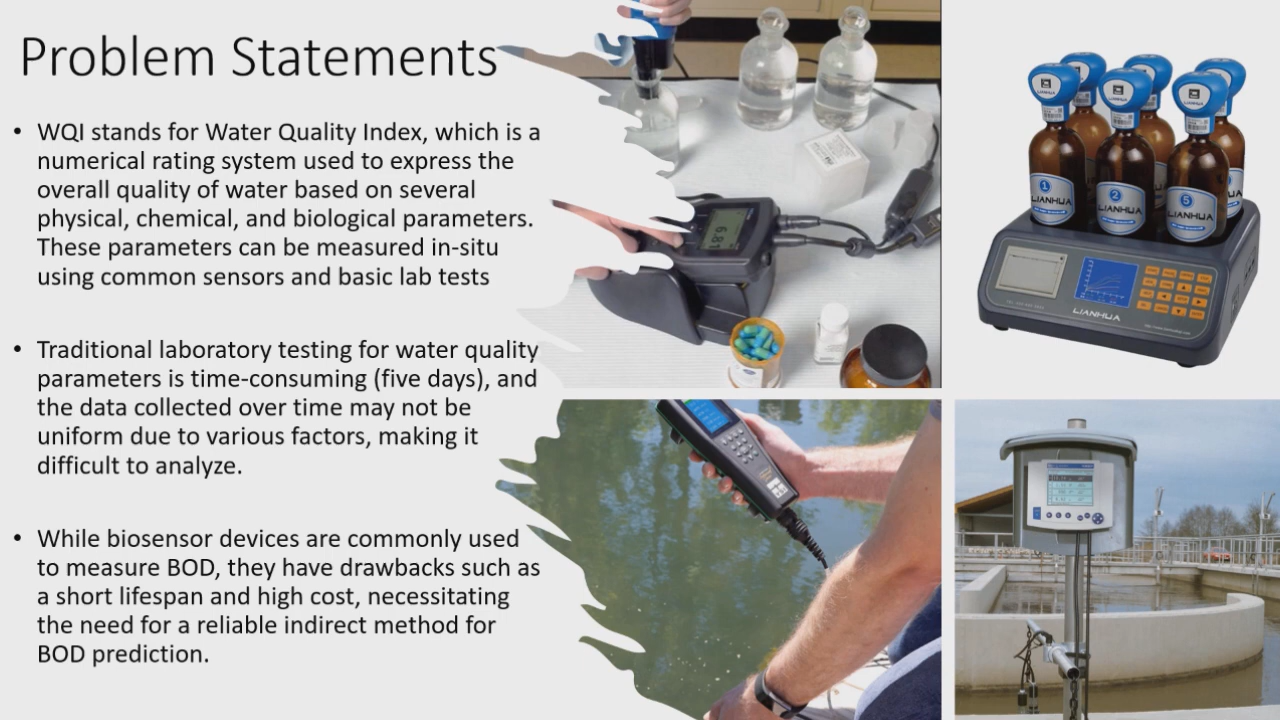 Problem Statements
• WQI stands for Water Quality Index, which is a
numerical rating system used to express the
overall quality of water based on several
physical, chemical, and biological parameters.
These parameters can be measured in-situ
using common sensors and basic lab tests
• Traditional laboratory testing for water quality
parameters is time-consuming (five days), and
the data collected over time may not be
uniform due to various factors, making it
difficult to analyze.
• While biosensor devices are commonly used
to measure BOD, they have drawbacks such as
a short lifespan and high cost, necessitating
the need for a reliable indirect method for
BOD prediction.
6.81
1
LIANHUA
2
LIANHUA
5
LIANHUA
LIANHUA